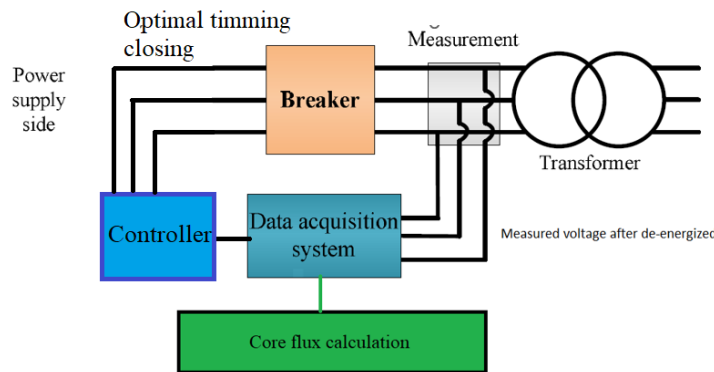 Optimal timming
closing
Measurement
Power
supply
side
Breaker
Transformer
Controller
Data acquisition
system
Measured voltage after de-energized
Core flux calculation